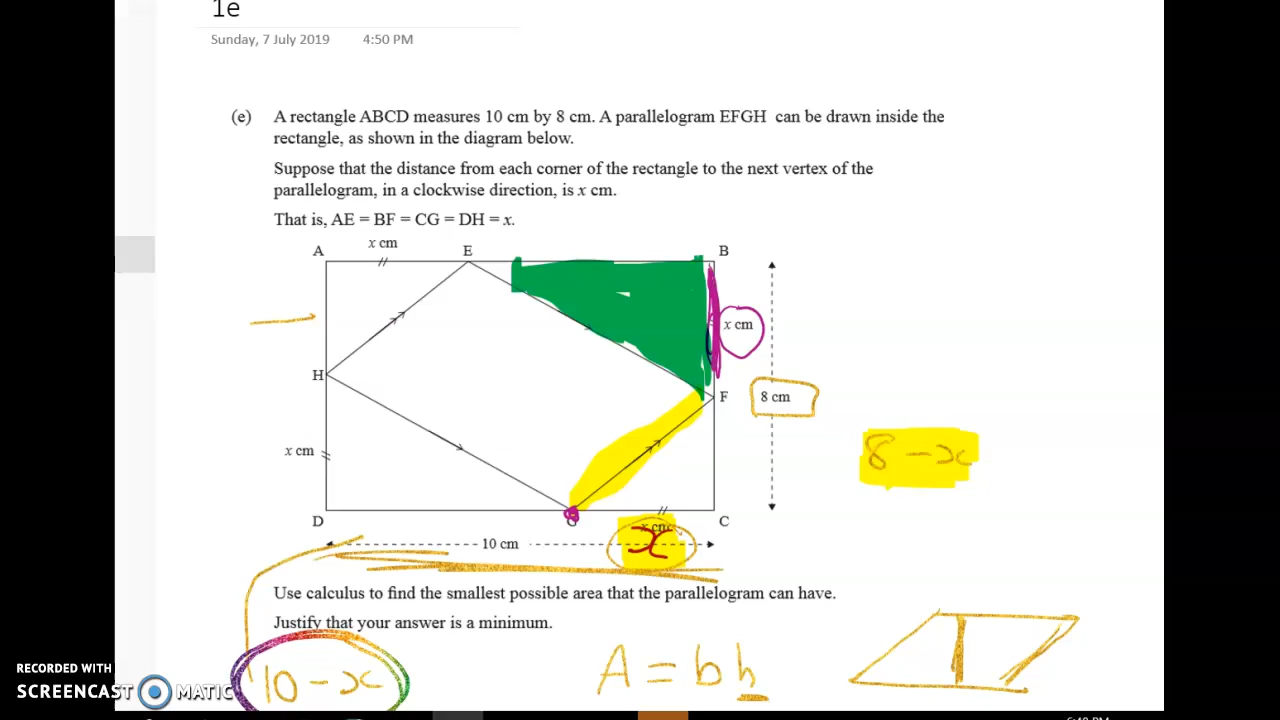 1e
Sunday, 7 July 2019 4:50 PM
(e) A rectangle ABCD measures 10 cm by 8 cm. A parallelogram EFGH can be drawn inside the
rectangle, as shown in the diagram below.
Suppose that the distance from each corner of the rectangle to the next vertex of the
parallelogram, in a clockwise direction, is x cm.
That is, AE = BF = CG = DH = x.
A x cm E B
x cm
H F 8 cm
x cm 8 - x
D G C
x cm
10 cm x
Use calculus to find the smallest possible area that the parallelogram can have.
Justify that your answer is a minimum.
10 - x A = bh
RECORDED WITH
SCREENCAST MATIC